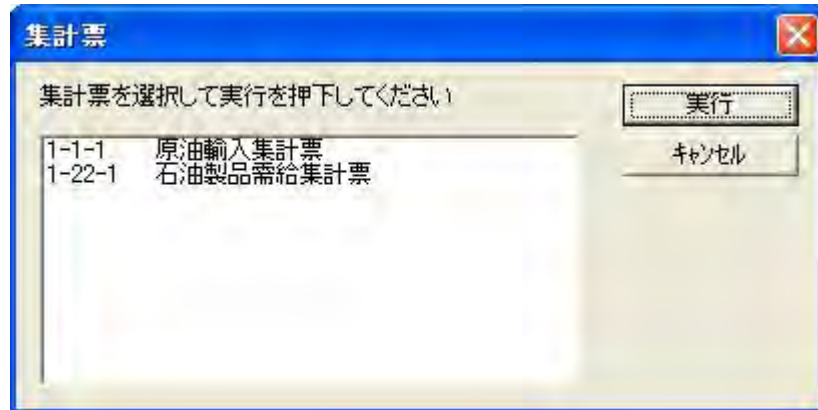 集計票
集計票を選択して実行を押下してください
実行
1-1-1 原油輸入集計票
キャンセル
1-22-1 石油製品需給集計票